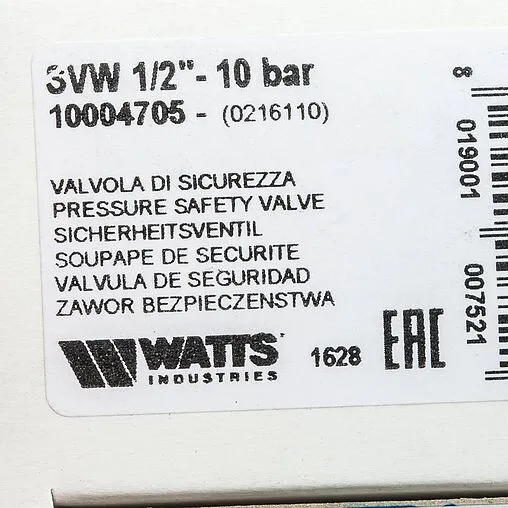 SVW 1/2" - 10 bar
10004705 - (0216110)
VALVOLA DI SICUREZZA
PRESSURE SAFETY VALVE
SICHERHEITSVENTIL
SOUPAPE DE SECURITE
VALVULA DE SEGURIDAD
ZAWOR BEZPIECZENSTWA
WATTS
INDUSTRIES
1628
EAC
8 019001 007521